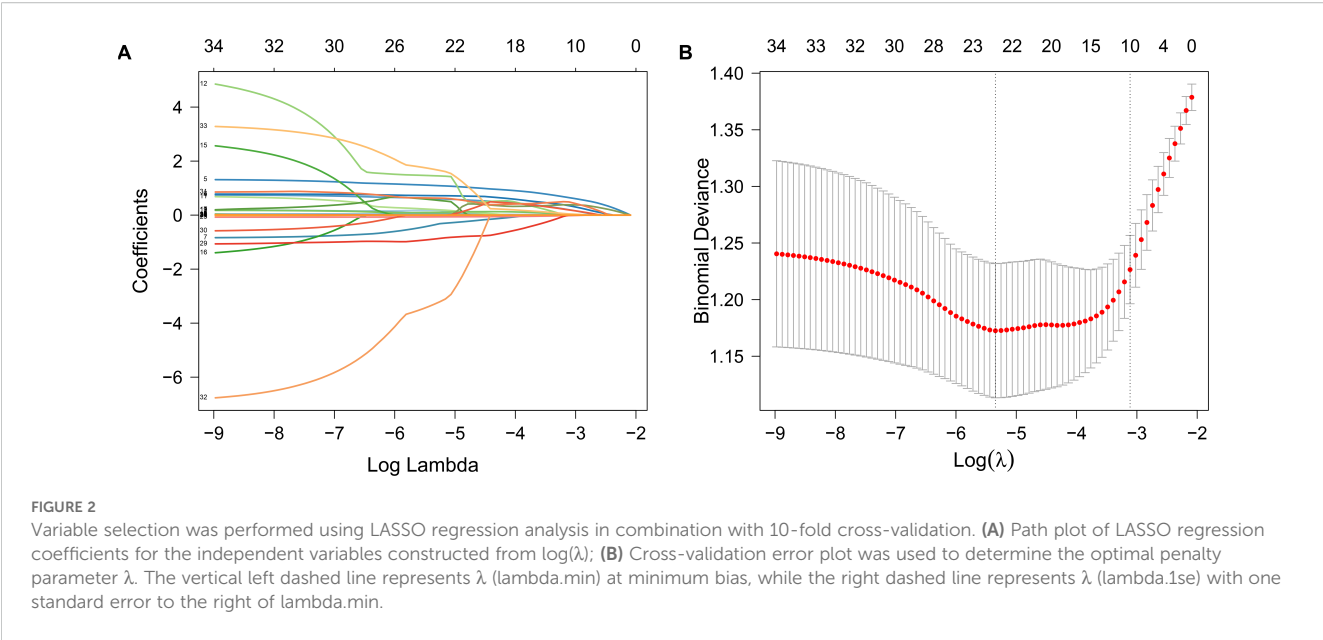 A
34 32 30 26 22 18 10 0
12
33
15
5
30
7
29
16
32
4
2
0
−2
−4
−6
Coefficients
−9 −8 −7 −6 −5 −4 −3 −2
Log Lambda
B
34 33 32 30 28 23 22 20 15 10 4 0
1.40
1.35
1.30
1.25
1.20
1.15
Binomial Deviance
−9 −8 −7 −6 −5 −4 −3 −2
Log(λ)
FIGURE 2
Variable selection was performed using LASSO regression analysis in combination with 10-fold cross-validation. (A) Path plot of LASSO regression
coefficients for the independent variables constructed from log(λ); (B) Cross-validation error plot was used to determine the optimal penalty
parameter λ. The vertical left dashed line represents λ (lambda.min) at minimum bias, while the right dashed line represents λ (lambda.1se) with one
standard error to the right of lambda.min.